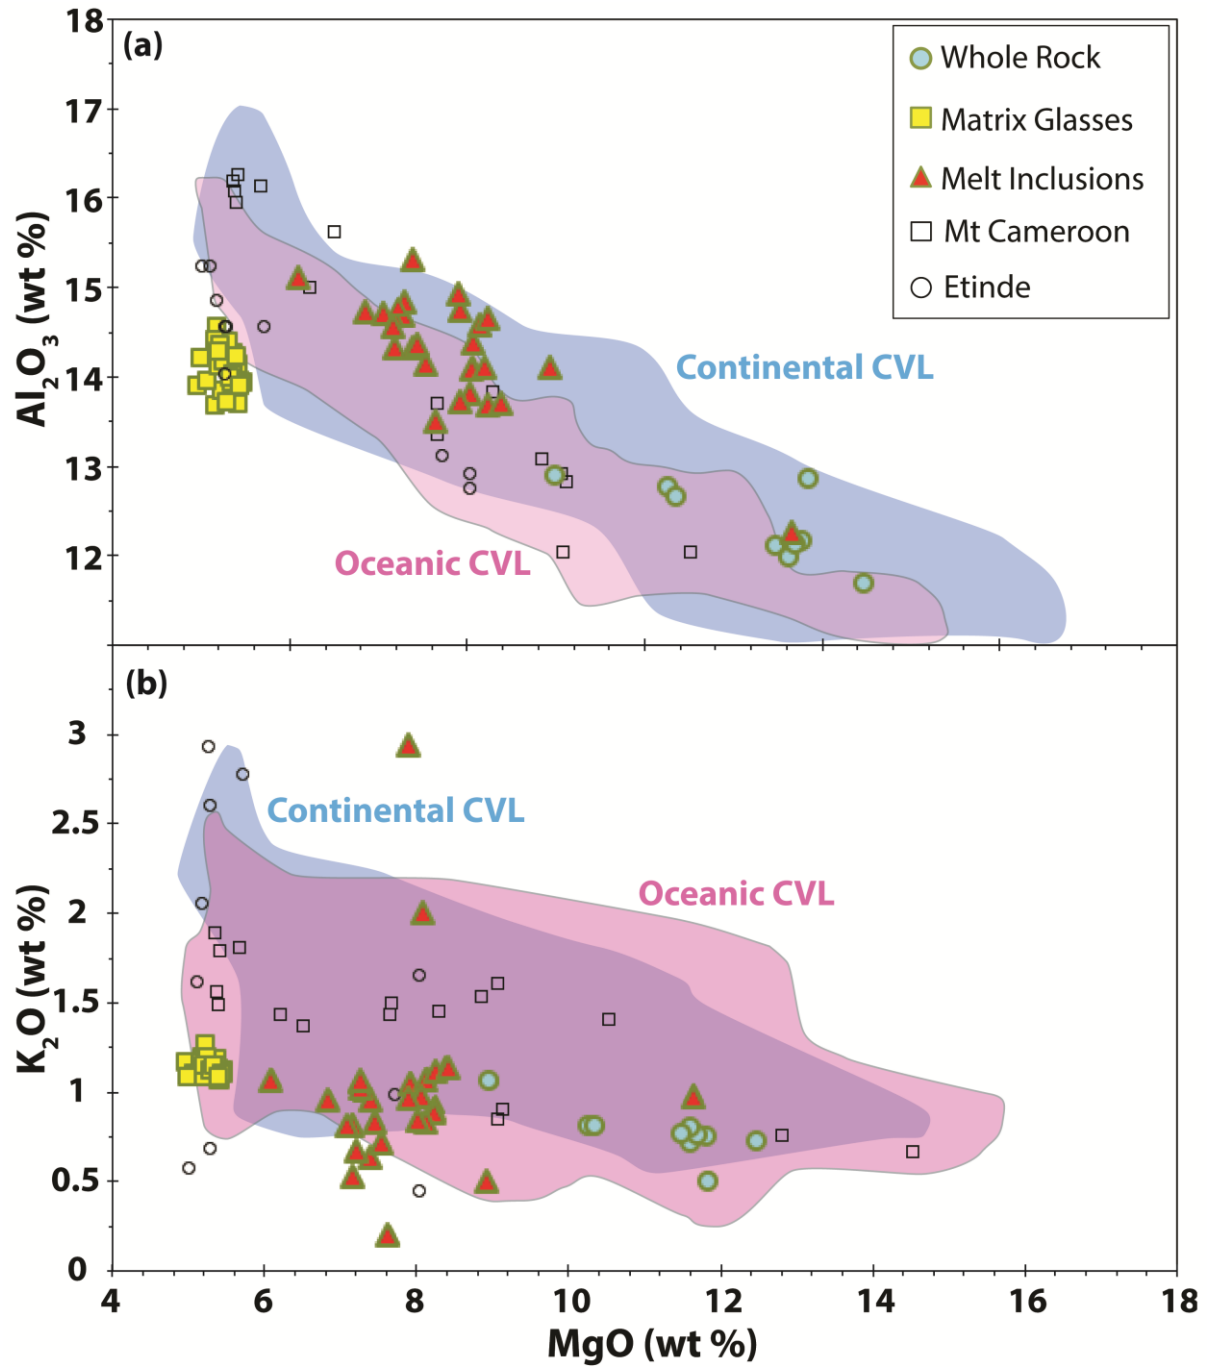 (a)
18
17
16
15
14
13
12
Al2O3 (wt %)
Whole Rock
Matrix Glasses
Melt Inclusions
Mt Cameroon
Etinde
Continental CVL
Oceanic CVL
(b)
3
2.5
2
1.5
1
0.5
0
K2O (wt %)
Continental CVL
Oceanic CVL
4 6 8 10 12 14 16 18
MgO (wt %)